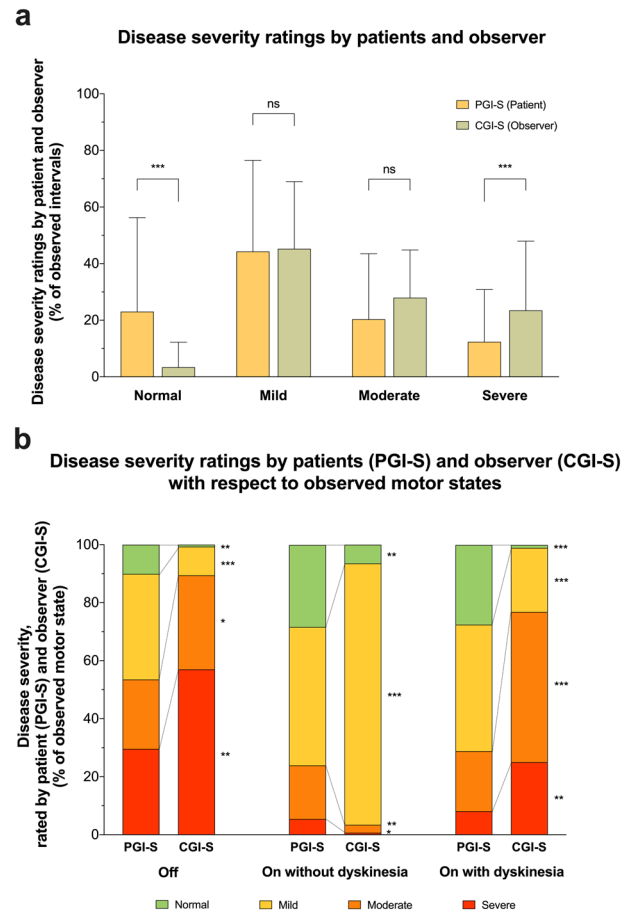 a
Disease severity ratings by patients and observer
Disease severity ratings by patient and observer
(% of observed intervals)
100
80
60
40
20
0
PGI-S (Patient)
CGI-S (Observer)
***
ns
ns
***
Normal
Mild
Moderate
Severe
b
Disease severity ratings by patients (PGI-S) and observer (CGI-S)
with respect to observed motor states
Disease severity,
rated by patient (PGI-S) and observer (CGI-S)
(% of observed motor state)
100
80
60
40
20
0
**
***
*
**
**
***
**
*
***
***
***
**
PGI-S
CGI-S
PGI-S
CGI-S
PGI-S
CGI-S
Off
On without dyskinesia
On with dyskinesia
Normal
Mild
Moderate
Severe